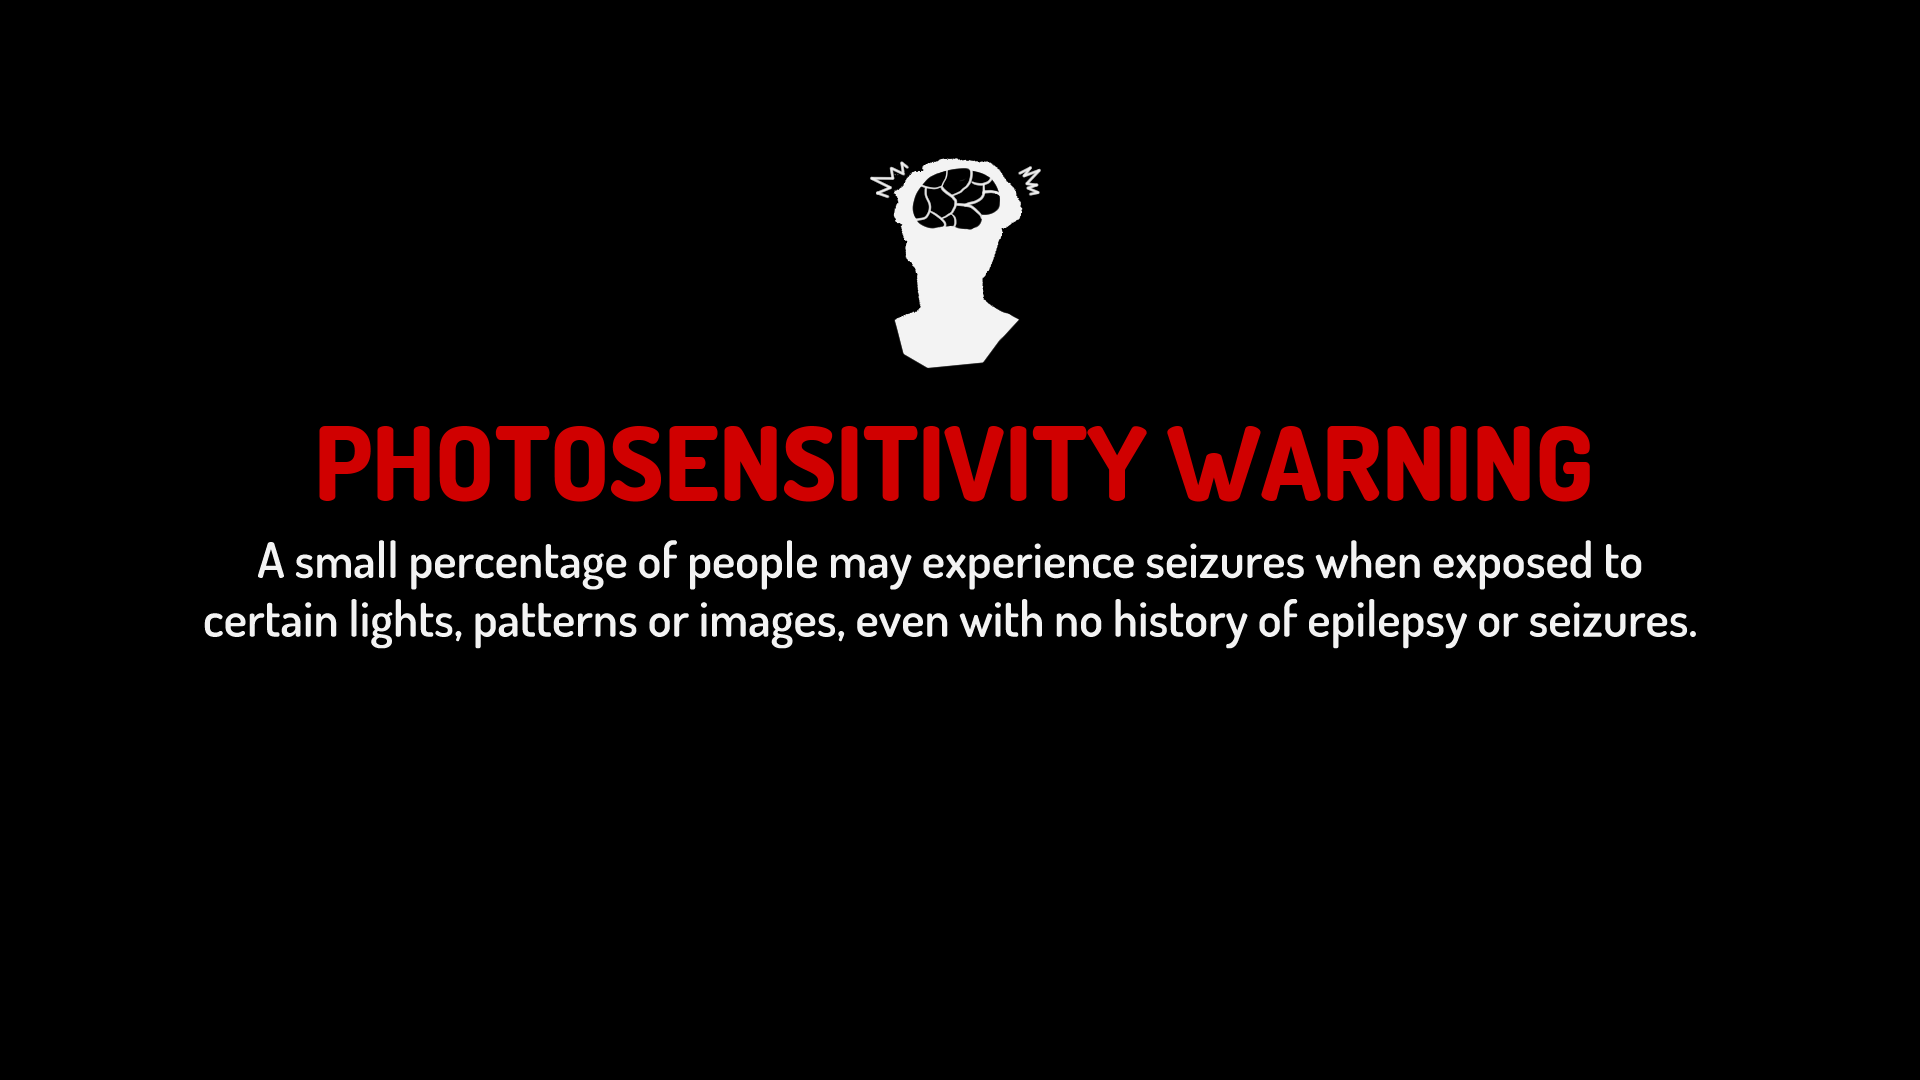 PHOTOSENSITIVITY WARNING
A small percentage of people may experience seizures when exposed to
certain lights, patterns or images, even with no history of epilepsy or seizures.